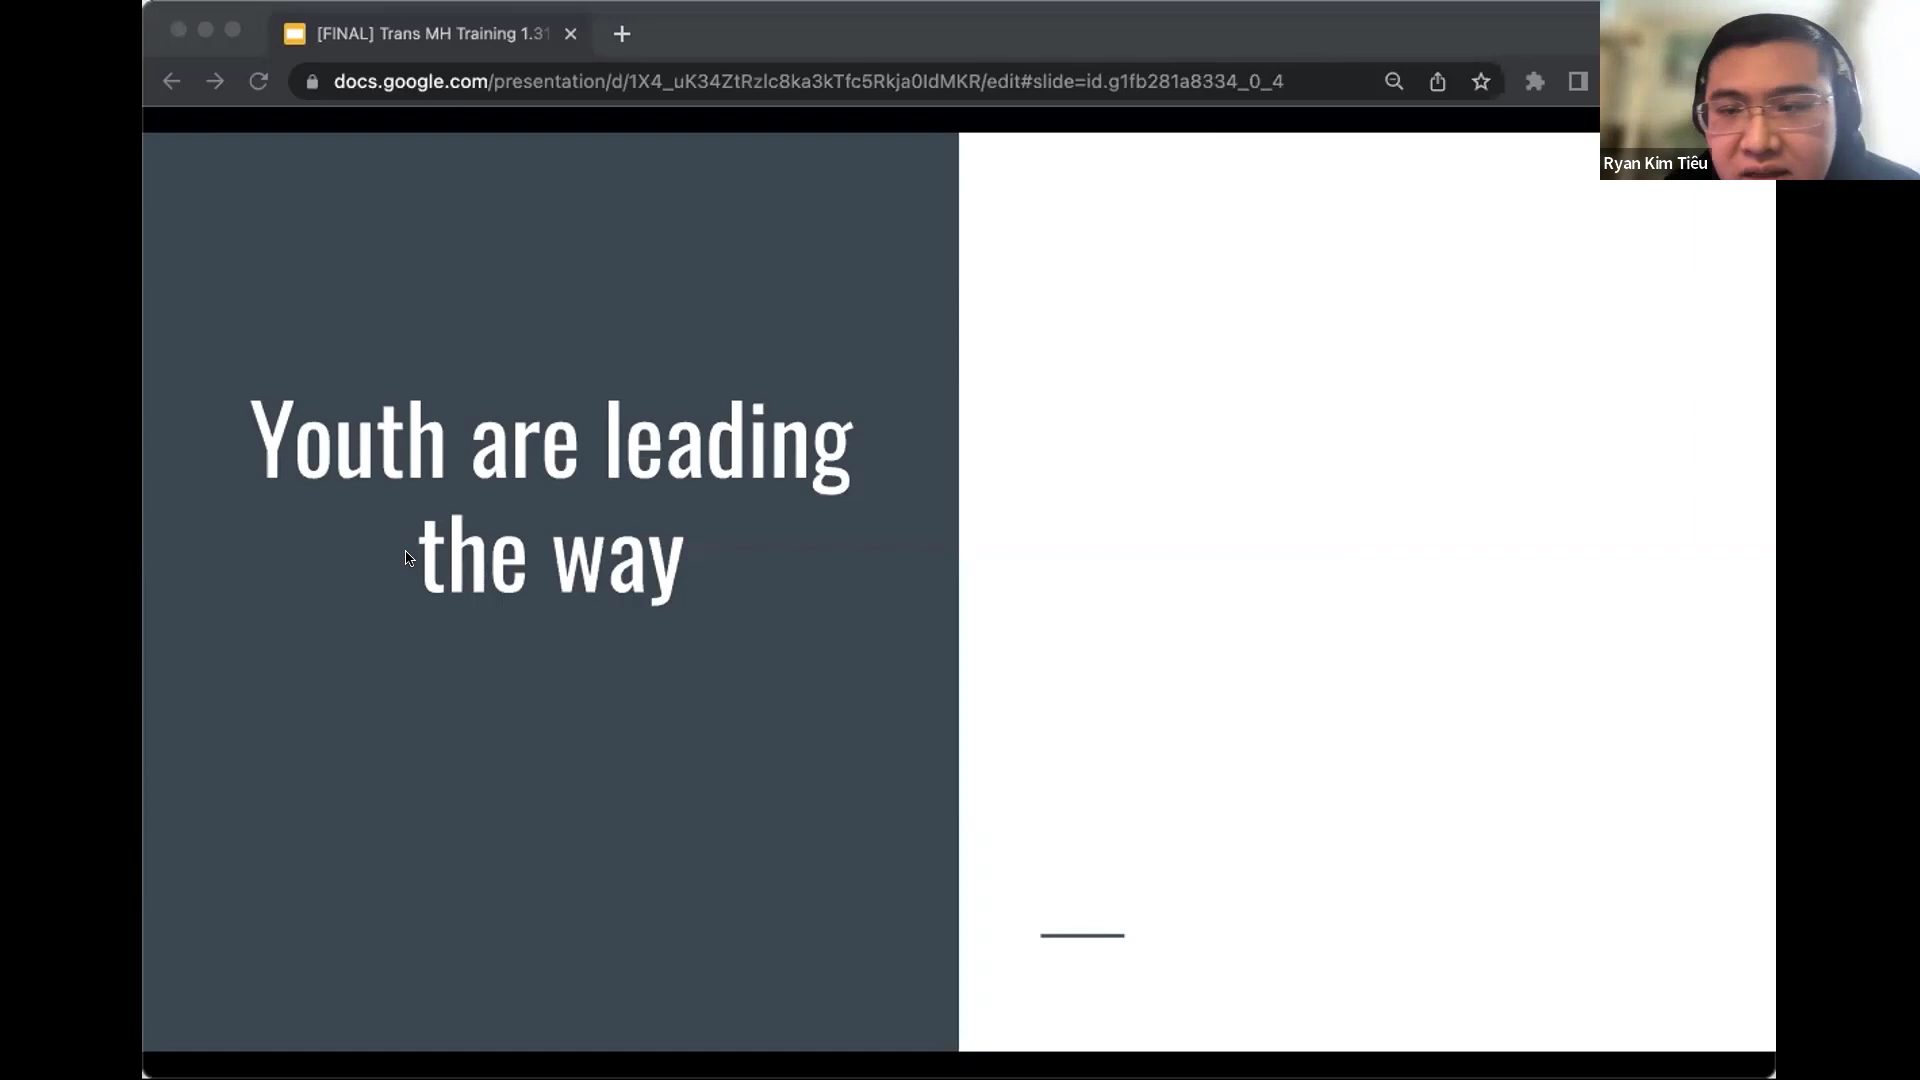 [FINAL] Trans MH Training 1.31
docs.google.com/presentation/d/1X4_uK34ZtRzlc8ka3kTfc5Rkja0IdMKR/edit#slide=id.g1fb281a8334_0_4
Ryan Kim Tiêu
Youth are leading
the way